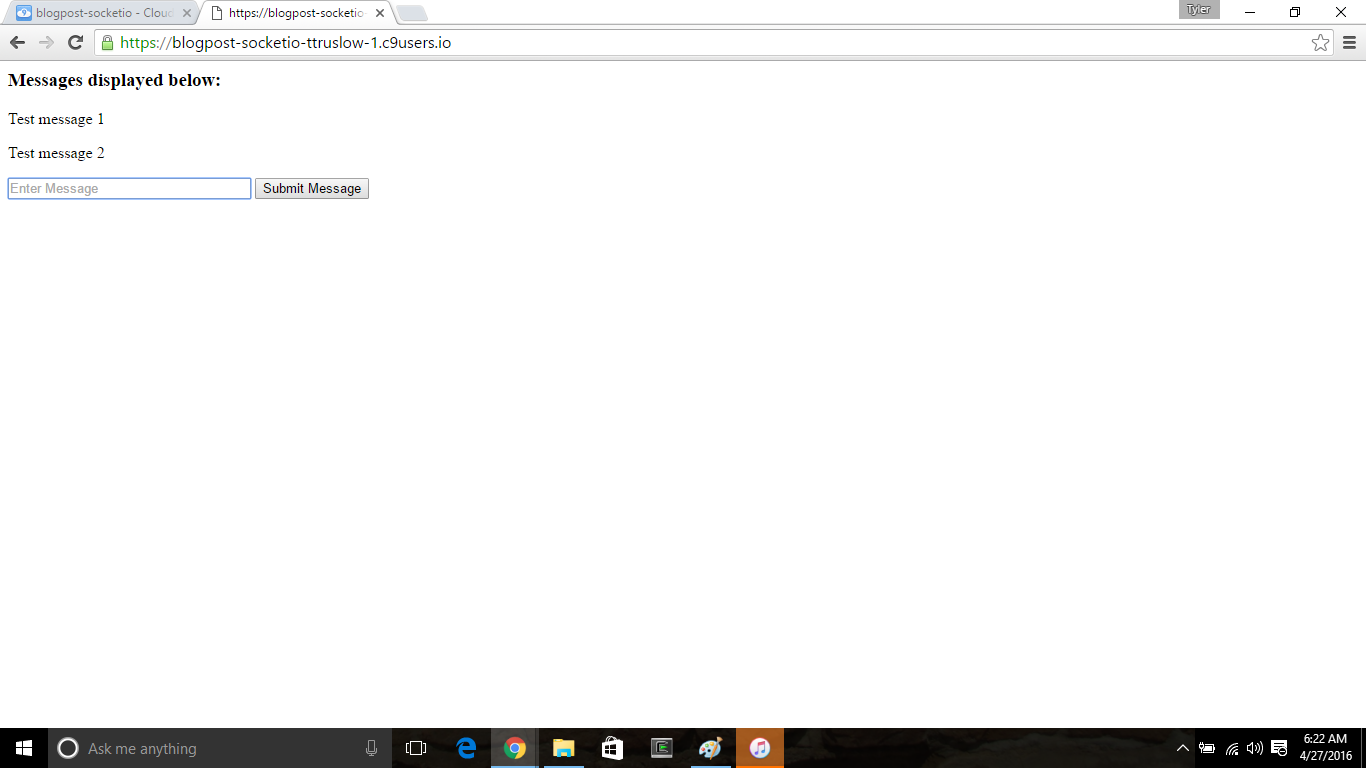 blogpost-socketio - Cloud
https://blogpost-socketio
Tyler
https://blogpost-socketio-ttruslow-1.c9users.io
Messages displayed below:
Test message 1
Test message 2
Enter Message
Submit Message
Ask me anything
6:22 AM
4/27/2016